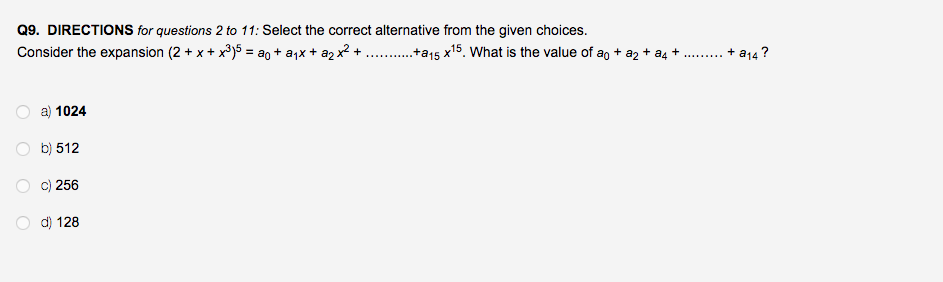 Q9. DIRECTIONS for questions 2 to 11: Select the correct alternative from the given choices.
Consider the expansion (2 + x + x³)⁵ = a₀ + a₁x + a₂ x² + ...........+a₁₅ x¹⁵. What is the value of a₀ + a₂ + a₄ + ......... + a₁₄ ?
a) 1024
b) 512
c) 256
d) 128